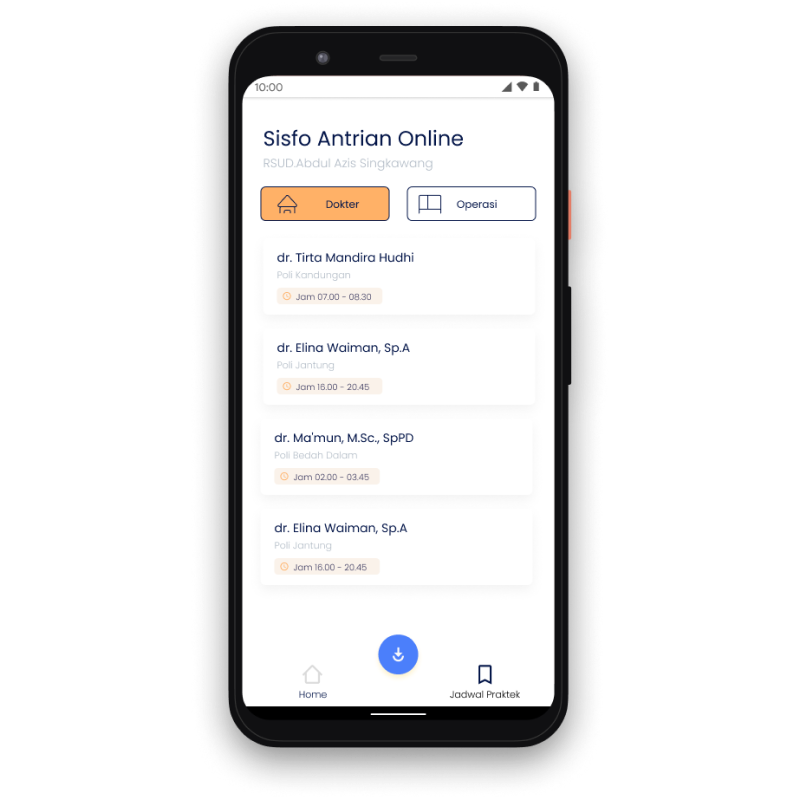 10:00
Sisfo Antrian Online
RSUD.Abdul Azis Singkawang
Dokter
Operasi
dr. Tirta Mandira Hudhi
Poli Kandungan
Jam 07.00 - 08.30
dr. Elina Waiman, Sp.A
Poli Jantung
Jam 16.00 - 20.45
dr. Ma'mun, M.Sc., SpPD
Poli Bedah Dalam
Jam 02.00 - 03.45
dr. Elina Waiman, Sp.A
Poli Jantung
Jam 16.00 - 20.45
Home
Jadwal Praktek